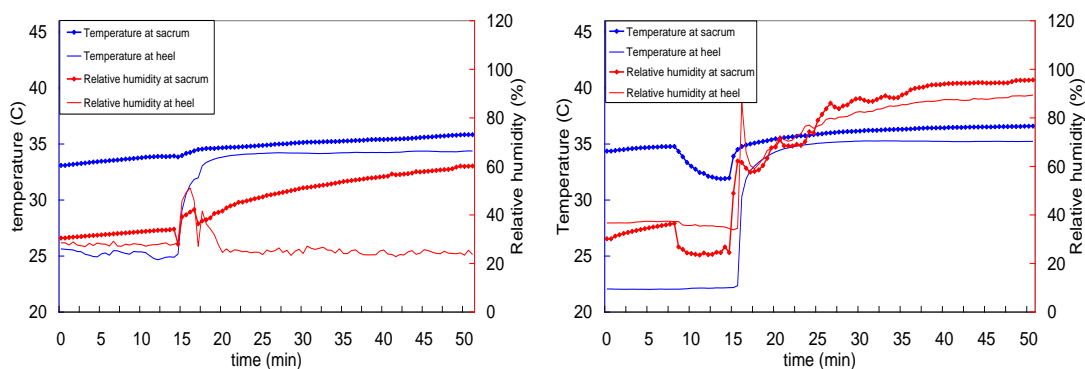 45
40
35
30
25
20
temperature (C)
Temperature at sacrum
Temperature at heel
Relative humidity at sacrum
Relative humidity at heel
120
100
80
60
40
20
0
Relative humidity (%)
0 5 10 15 20 25 30 35 40 45 50
time (min)
45
40
35
30
25
20
Temperature (C)
Temperature at sacrum
Temperature at heel
Relative humidity at sacrum
Relative humidity at heel
120
100
80
60
40
20
0
Relative humidity (%)
0 5 10 15 20 25 30 35 40 45 50
time (min)